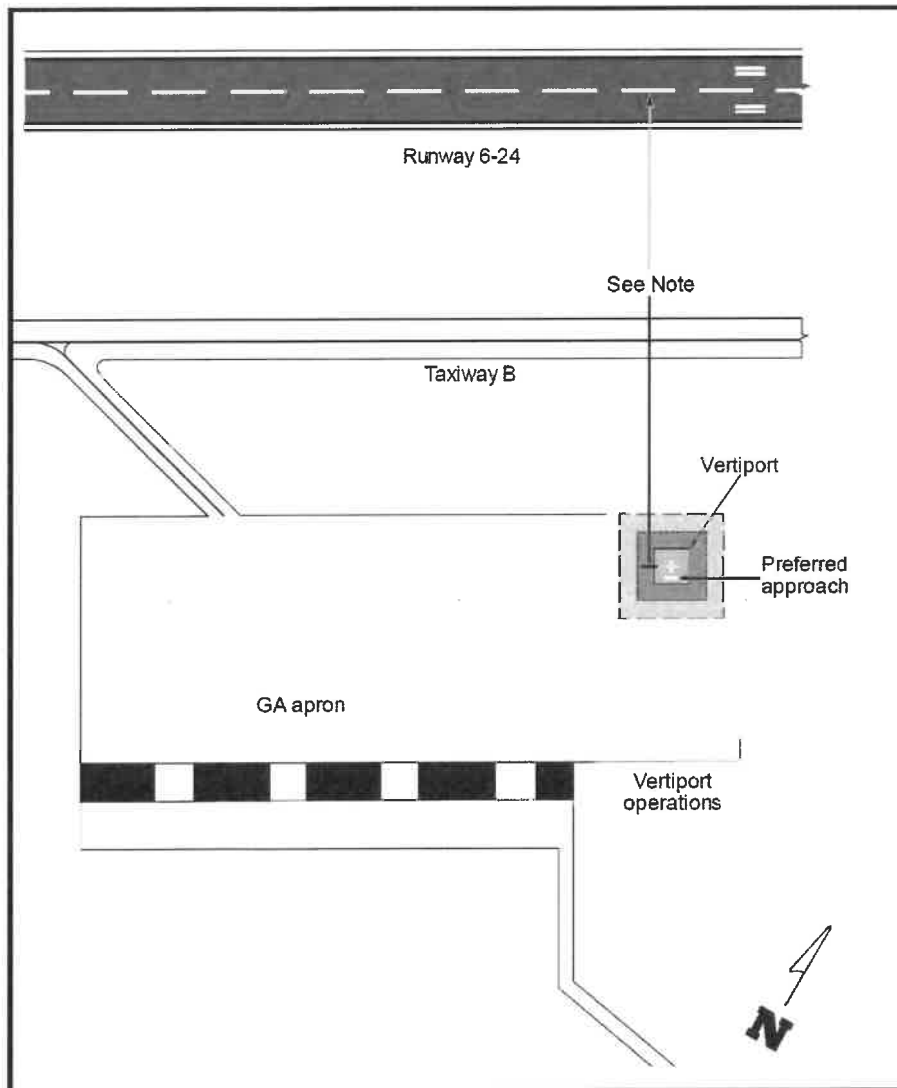 Runway 6-24
See Note
Taxiway B
Vertiport
Preferred
approach
GA apron
Vertiport
operations
N